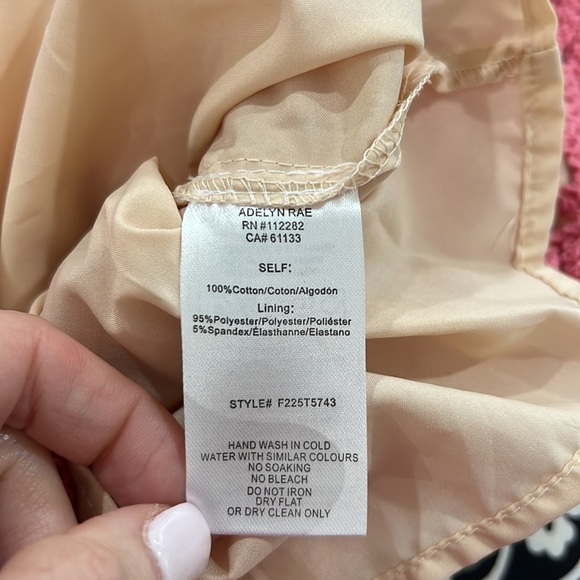 ADELYN RAE
RN #112282
CA# 61133
SELF:
100%Cotton/Coton/Algodón
Lining:
95%Polyester/Polyester/Poliéster
5%Spandex/Élasthanne/Elastano
STYLE# F225T5743
HAND WASH IN COLD
WATER WITH SIMILAR COLOURS
NO SOAKING
NO BLEACH
DO NOT IRON
DRY FLAT
OR DRY CLEAN ONLY